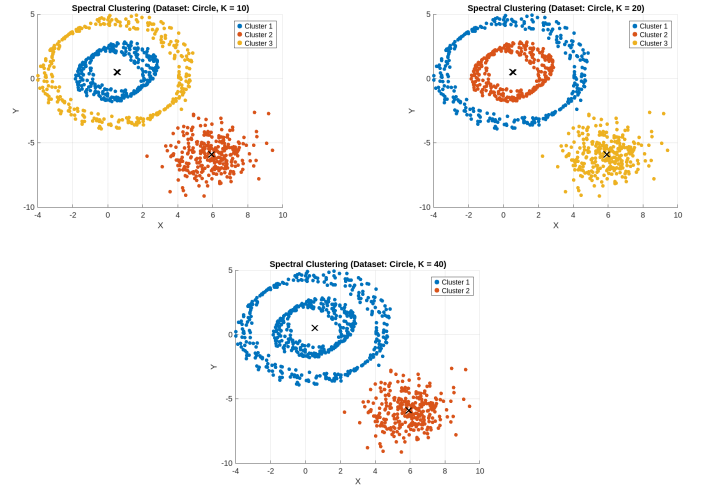 Spectral Clustering (Dataset: Circle, K = 10)
Cluster 1
Cluster 2
Cluster 3
5
0
-5
-10
Y
-4 -2 0 2 4 6 8 10
X
Spectral Clustering (Dataset: Circle, K = 20)
Cluster 1
Cluster 2
Cluster 3
5
0
-5
-10
Y
-4 -2 0 2 4 6 8 10
X
Spectral Clustering (Dataset: Circle, K = 40)
Cluster 1
Cluster 2
5
0
-5
-10
Y
-4 -2 0 2 4 6 8 10
X